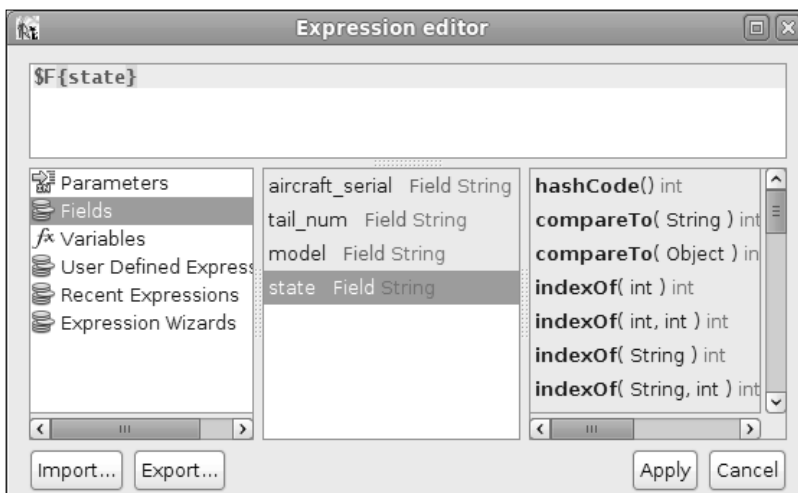 Expression editor
$F{state}
Parameters
Fields
fx Variables
User Defined Express
Recent Expressions
Expression Wizards
aircraft_serial Field String
tail_num Field String
model Field String
state Field String
hashCode() int
compareTo( String ) int
compareTo( Object ) in
indexOf( int ) int
indexOf( int, int ) int
indexOf( String ) int
indexOf( String, int ) int
Import... Export... Apply Cancel